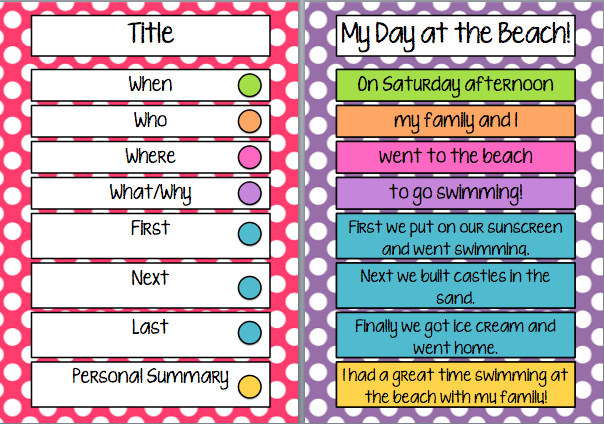 Title
When
Who
Where
What/Why
First
Next
Last
Personal Summary
My Day at the Beach!
On Saturday afternoon
my family and I
went to the beach
to go swimming!
First we put on our sunscreen
and went swimming.
Next we built castles in the
sand.
Finally we got ice cream and
went home.
I had a great time swimming at
the beach with my family!